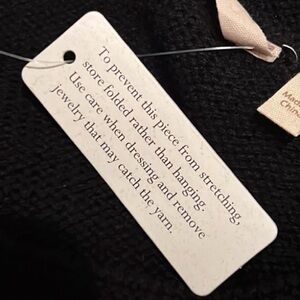 To prevent this piece from stretching,
store folded rather than hanging.
Use care when dressing and remove
jewelry that may catch the yarn.
Made